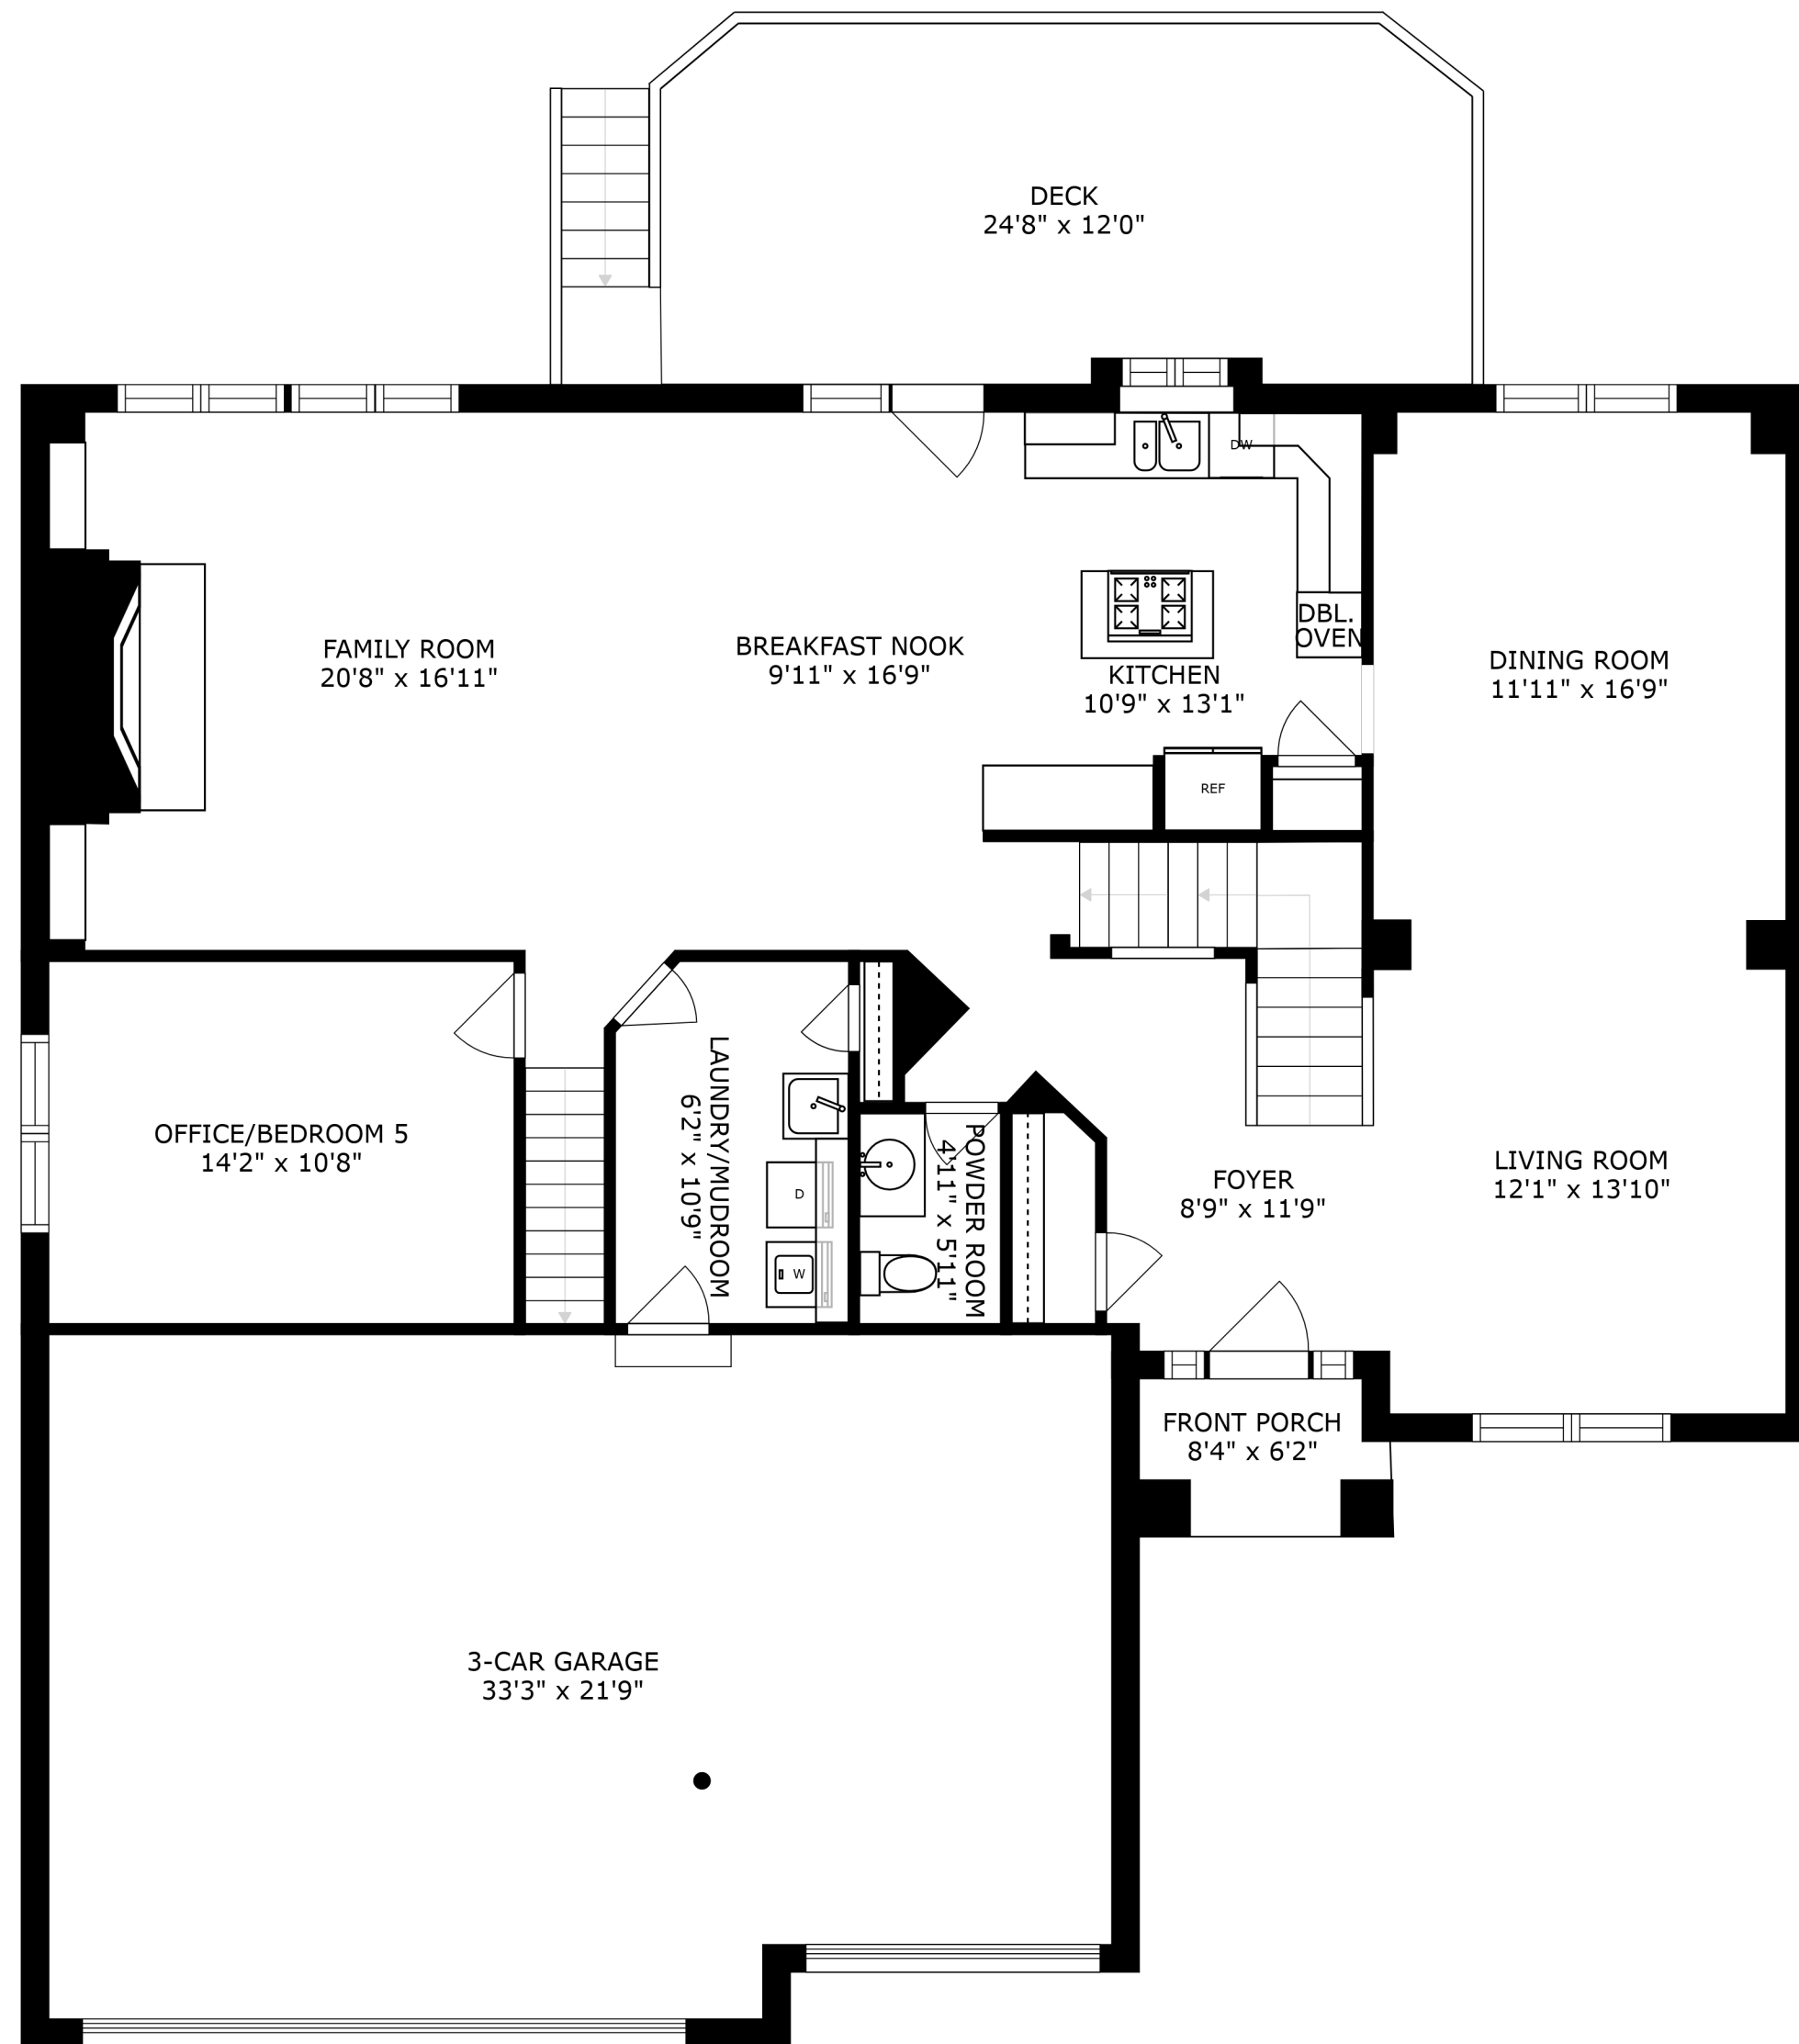 DECK
24'8" x 12'0"
DW
DBL.
OVEN
FAMILY ROOM
20'8" x 16'11"
BREAKFAST NOOK
9'11" x 16'9"
KITCHEN
10'9" x 13'1"
DINING ROOM
11'11" x 16'9"
REF
OFFICE/BEDROOM 5
14'2" x 10'8"
LAUNDRY/MUDROOM
6'2" x 10'9"
D
W
POWDER ROOM
4'11" x 5'11"
FOYER
8'9" x 11'9"
LIVING ROOM
12'1" x 13'10"
FRONT PORCH
8'4" x 6'2"
3-CAR GARAGE
33'3" x 21'9"